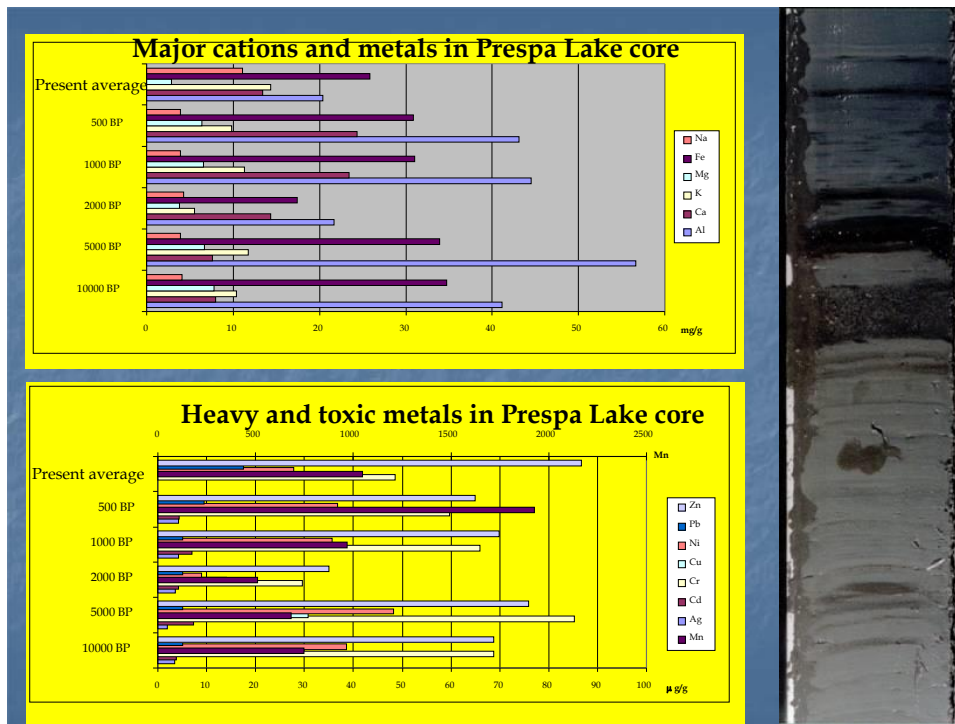 Major cations and metals in Prespa Lake core
Present average
500 BP
1000 BP
2000 BP
5000 BP
10000 BP
0 10 20 30 40 50 60 mg/g
Na
Fe
Mg
K
Ca
Al
Heavy and toxic metals in Prespa Lake core
0 500 1000 1500 2000 2500
Mn
Present average
500 BP
1000 BP
2000 BP
5000 BP
10000 BP
0 10 20 30 40 50 60 70 80 90 100
µ g/g
Zn
Pb
Ni
Cu
Cr
Cd
Ag
Mn